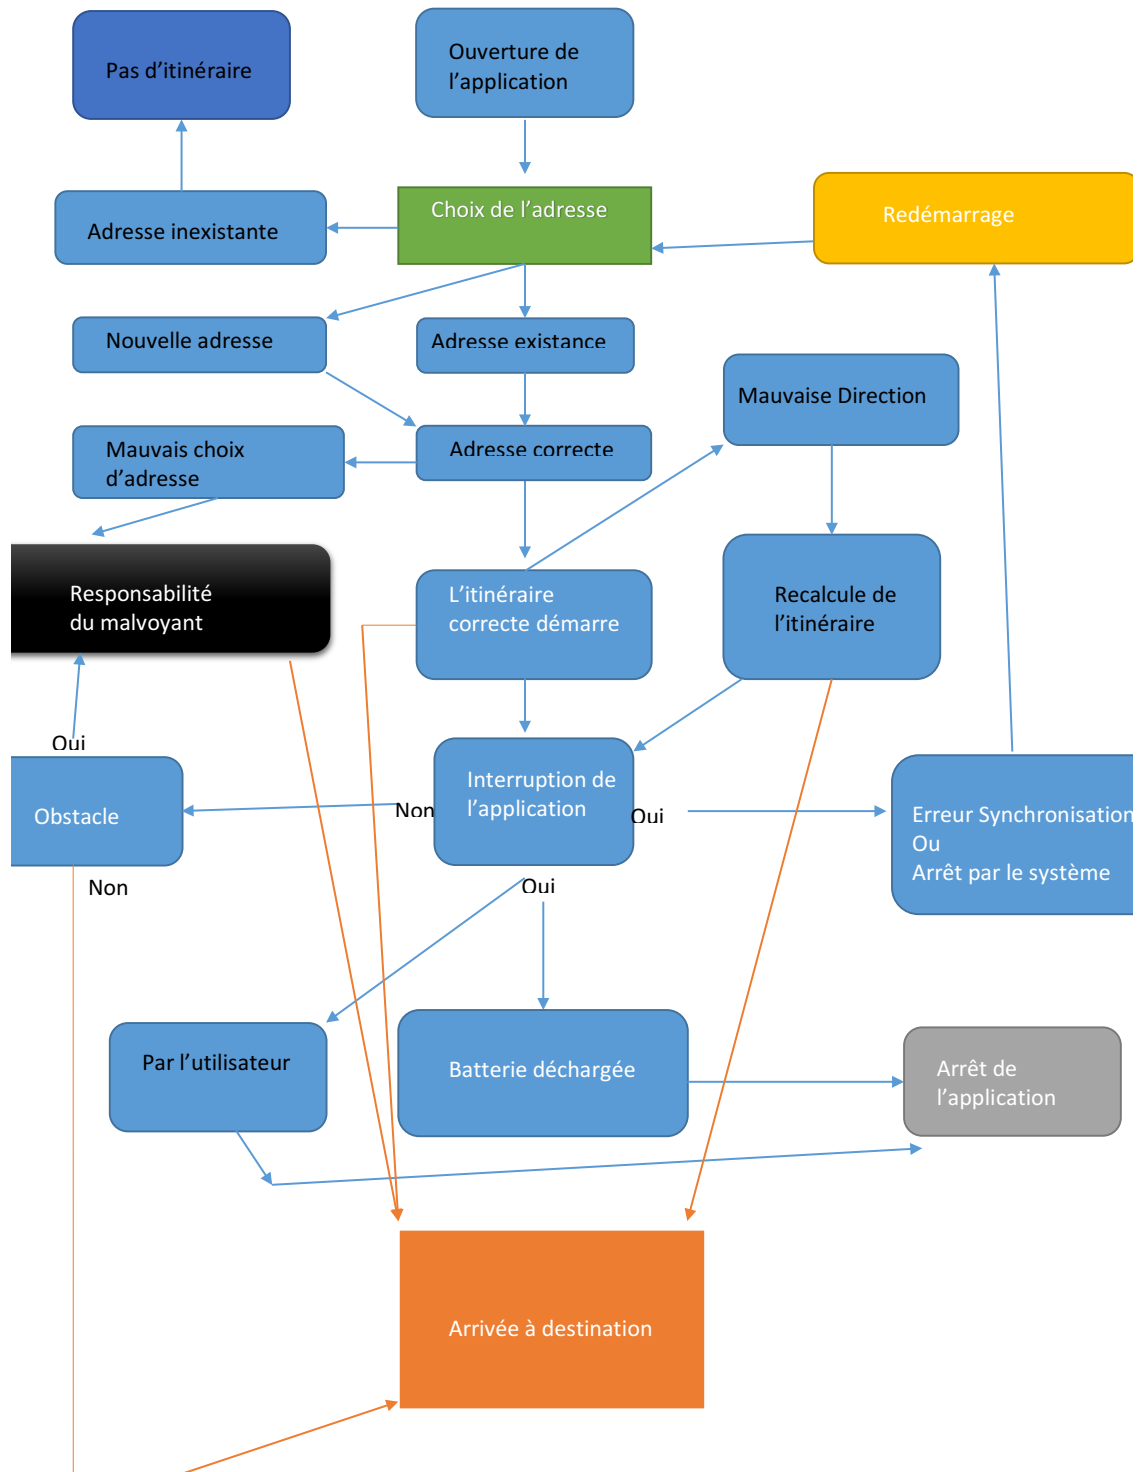 Pas d’itinéraire
Ouverture de
l’application
Choix de l’adresse
Redémarrage
Adresse inexistante
Nouvelle adresse
Adresse existance
Mauvaise Direction
Mauvais choix
d’adresse
Adresse correcte
Responsabilité
du malvoyant
L’itinéraire
correcte démarre
Recalcule de
l’itinéraire
Oui
Obstacle
Non
Interruption de
l’application
Non
Oui
Oui
Erreur Synchronisation
Ou
Arrêt par le système
Par l’utilisateur
Batterie déchargée
Arrêt de
l’application
Arrivée à destination